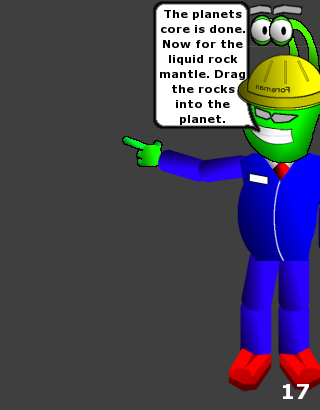 The planets
core is done.
Now for the
liquid rock
mantle. Drag
the rocks
into the
planet.
Foreman
17